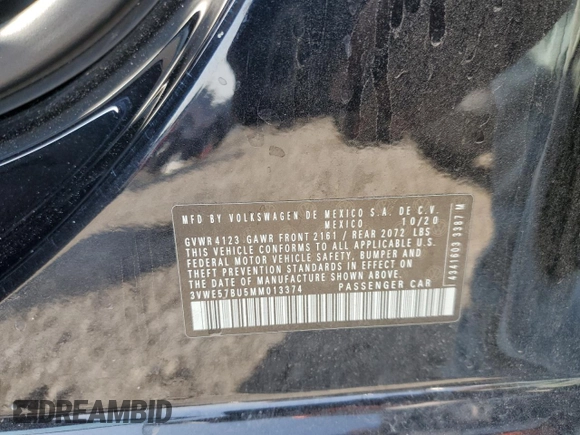 MFD BY VOLKSWAGEN DE MEXICO S.A. DE C.V.
MEXICO 10/20
GVWR 4123 GAWR FRONT 2161 / REAR 2072 LBS
THIS VEHICLE CONFORMS TO ALL APPLICABLE U.S.
FEDERAL MOTOR VEHICLE SAFETY, BUMPER AND
THEFT PREVENTION STANDARDS IN EFFECT ON
THE DATE OF MANUFACTURE SHOWN ABOVE.
3VWE57BU5MM013374 PASSENGER CAR
4341603 3387 M
DREAMBID